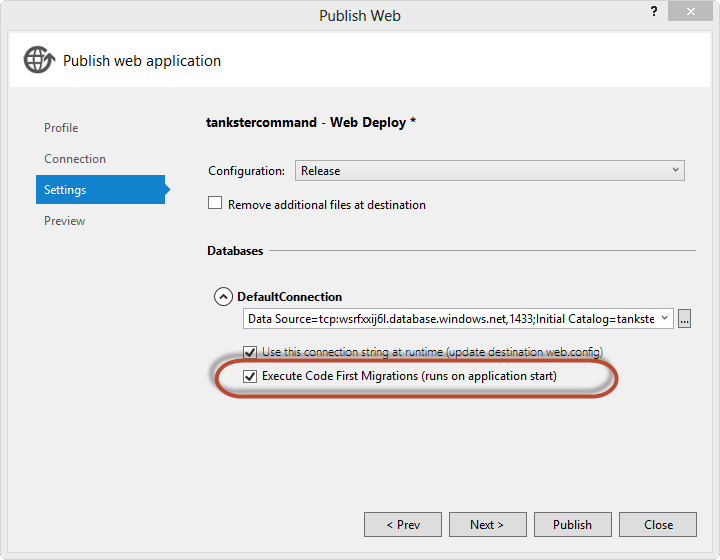 Publish Web
?
Publish web application
Profile
Connection
Settings
Preview
tankstercommand - Web Deploy *
Configuration: Release
Remove additional files at destination
Databases
DefaultConnection
Data Source=tcp:wsrfxxij6l.database.windows.net,1433;Initial Catalog=tankste
...
Use this connection string at runtime (update destination web.config)
Execute Code First Migrations (runs on application start)
< Prev
Next >
Publish
Close